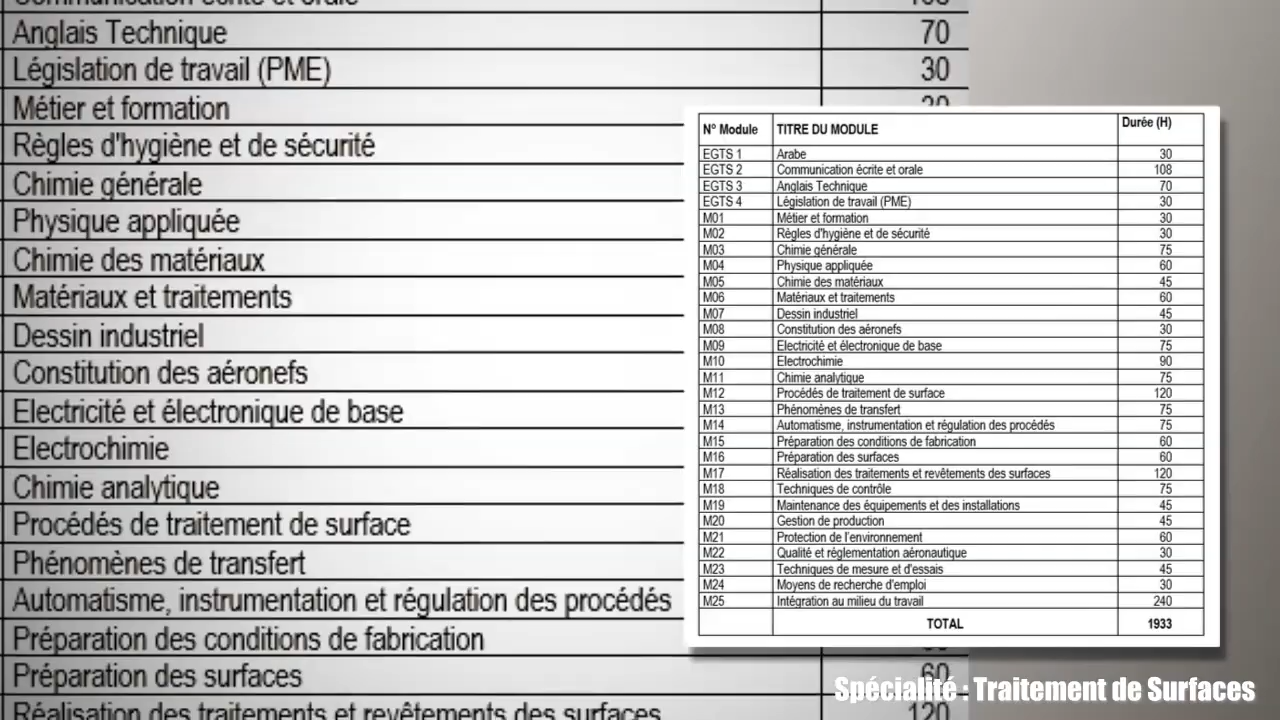 Communication écrite et orale 108
Anglais Technique 70
Législation de travail (PME) 30
Métier et formation 30
Règles d'hygiène et de sécurité
Chimie générale
Physique appliquée
Chimie des matériaux
Matériaux et traitements
Dessin industriel
Constitution des aéronefs
Electricité et électronique de base
Electrochimie
Chimie analytique
Procédés de traitement de surface
Phénomènes de transfert
Automatisme, instrumentation et régulation des procédés
Préparation des conditions de fabrication
Préparation des surfaces 60
Réalisation des traitements et revêtements des surfaces 120
N° Module TITRE DU MODULE Durée (H)
EGTS 1 Arabe 30
EGTS 2 Communication écrite et orale 108
EGTS 3 Anglais Technique 70
EGTS 4 Législation de travail (PME) 30
M01 Métier et formation 30
M02 Règles d'hygiène et de sécurité 30
M03 Chimie générale 75
M04 Physique appliquée 60
M05 Chimie des matériaux 45
M06 Matériaux et traitements 60
M07 Dessin industriel 45
M08 Constitution des aéronefs 30
M09 Electricité et électronique de base 75
M10 Electrochimie 90
M11 Chimie analytique 75
M12 Procédés de traitement de surface 120
M13 Phénomènes de transfert 75
M14 Automatisme, instrumentation et régulation des procédés 75
M15 Préparation des conditions de fabrication 60
M16 Préparation des surfaces 60
M17 Réalisation des traitements et revêtements des surfaces 120
M18 Techniques de contrôle 75
M19 Maintenance des équipements et des installations 45
M20 Gestion de production 45
M21 Protection de l'environnement 60
M22 Qualité et réglementation aéronautique 30
M23 Techniques de mesure et d'essais 45
M24 Moyens de recherche d'emploi 30
M25 Intégration au milieu du travail 240
TOTAL 1933
Spécialité : Traitement de Surfaces